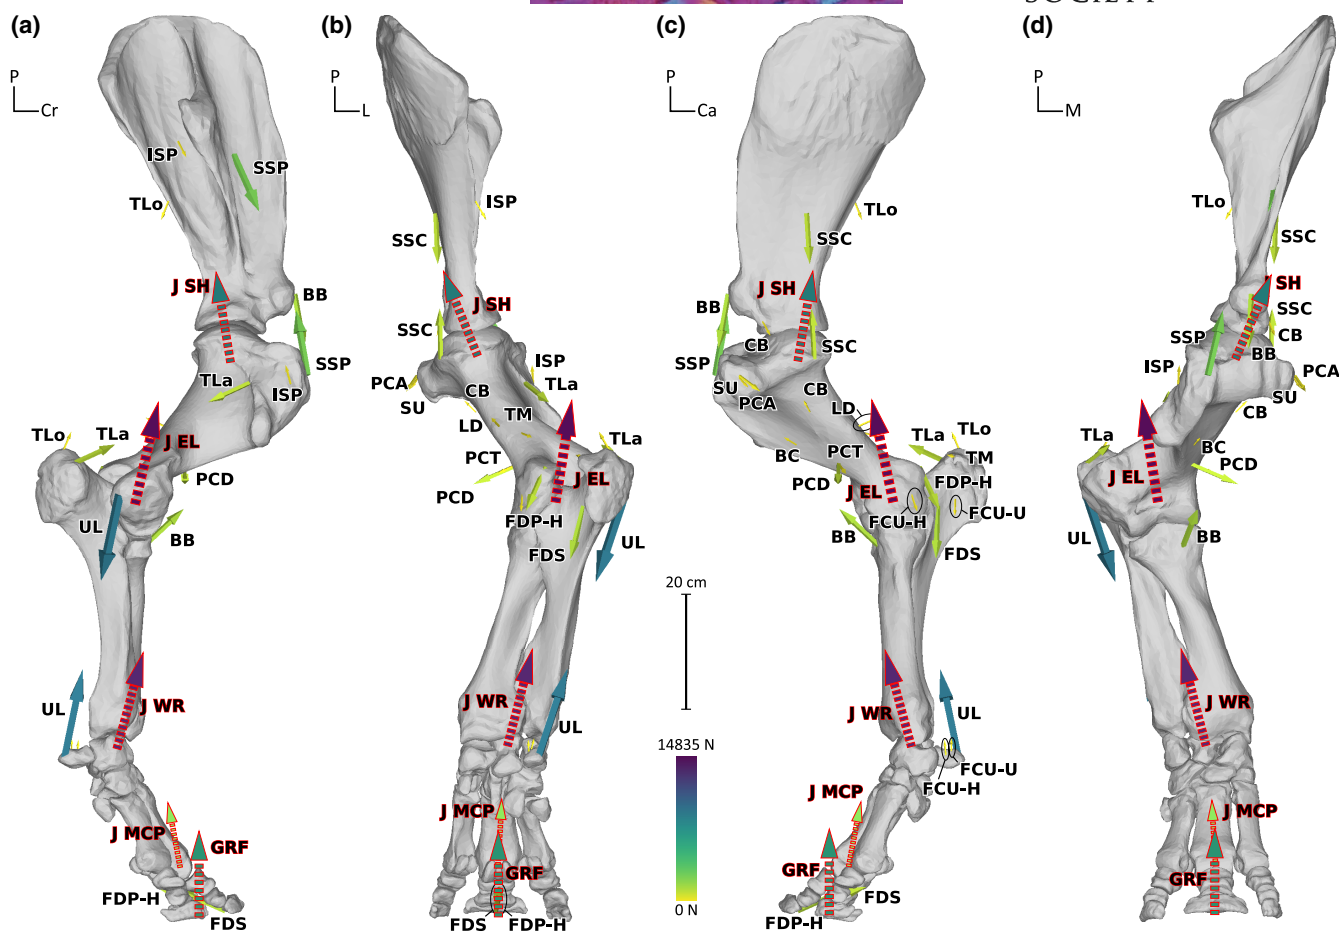 SOCIETY
(a)
P
Cr
ISP
SSP
TLo
J SH
BB
SSP
TLa
ISP
TLo
TLa
J EL
PCD
UL
BB
UL
J WR
J MCP
GRF
FDP-H
FDS
(b)
P
L
ISP
SSC
J SH
SSC
ISP
PCA
CB
TLa
SU
LD
TM
TLa
PCT
J EL
PCD
FDP-H
FDS
UL
UL
J MCP
GRF
FDS
FDP-H
J WR
20 cm
14835 N
0 N
(c)
P
Ca
TLo
SSC
J SH
BB
CB
SSC
SSP
SU
PCA
CB
LD
TLa
TLo
BC
PCT
TM
PCD
J EL
FDP-H
FCU-H
FCU-U
BB
FDS
J WR
UL
FCU-U
FCU-H
J MCP
GRF
FDS
FDP-H
(d)
P
M
TLo
SSC
SH
SSC
SSP
CB
BB
ISP
PCA
SU
CB
TLa
BC
PCD
J EL
UL
BB
J WR
J MCP
GRF